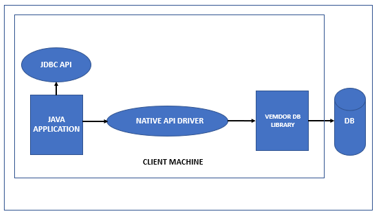 JDBC API
JAVA
APPLICATION
NATIVE API DRIVER
VEMDOR DB
LIBRARY
DB
CLIENT MACHINE